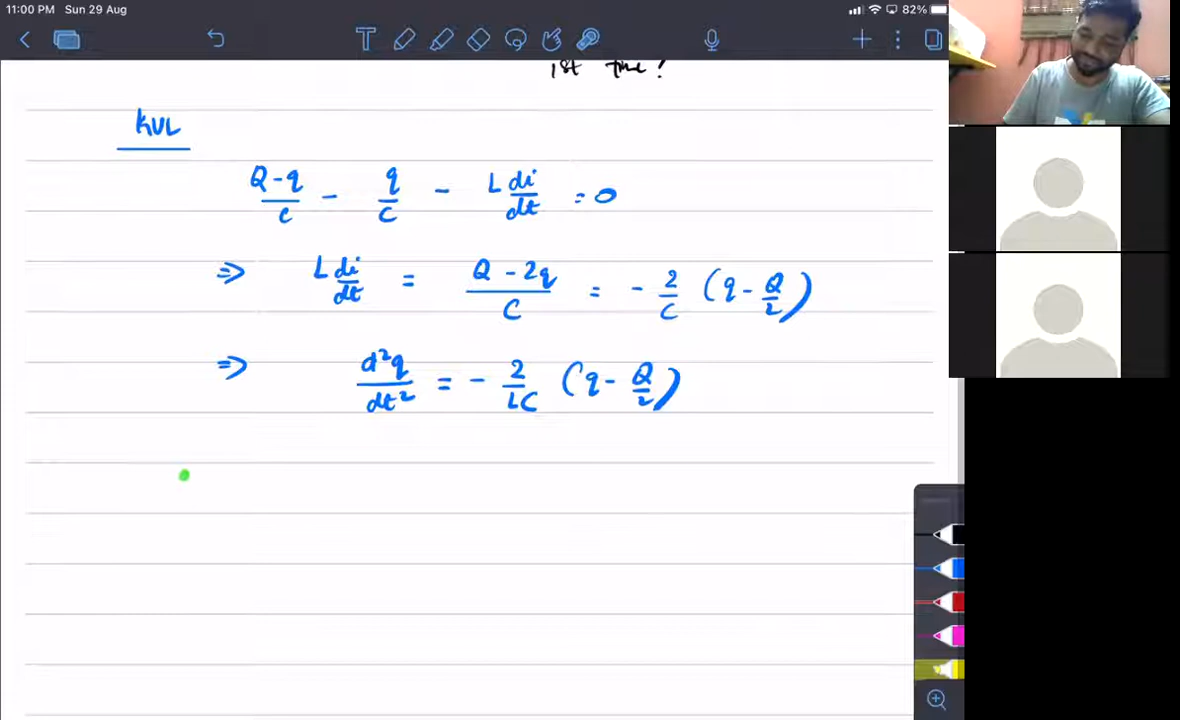 11:00 PM Sun 29 Aug 82%
1st time?
KVL
Q-q/C - q/C - L di/dt = 0
⇒ L di/dt = Q-2q/C = - 2/C (q - Q/2)
⇒ d²q/dt² = - 2/LC (q - Q/2)